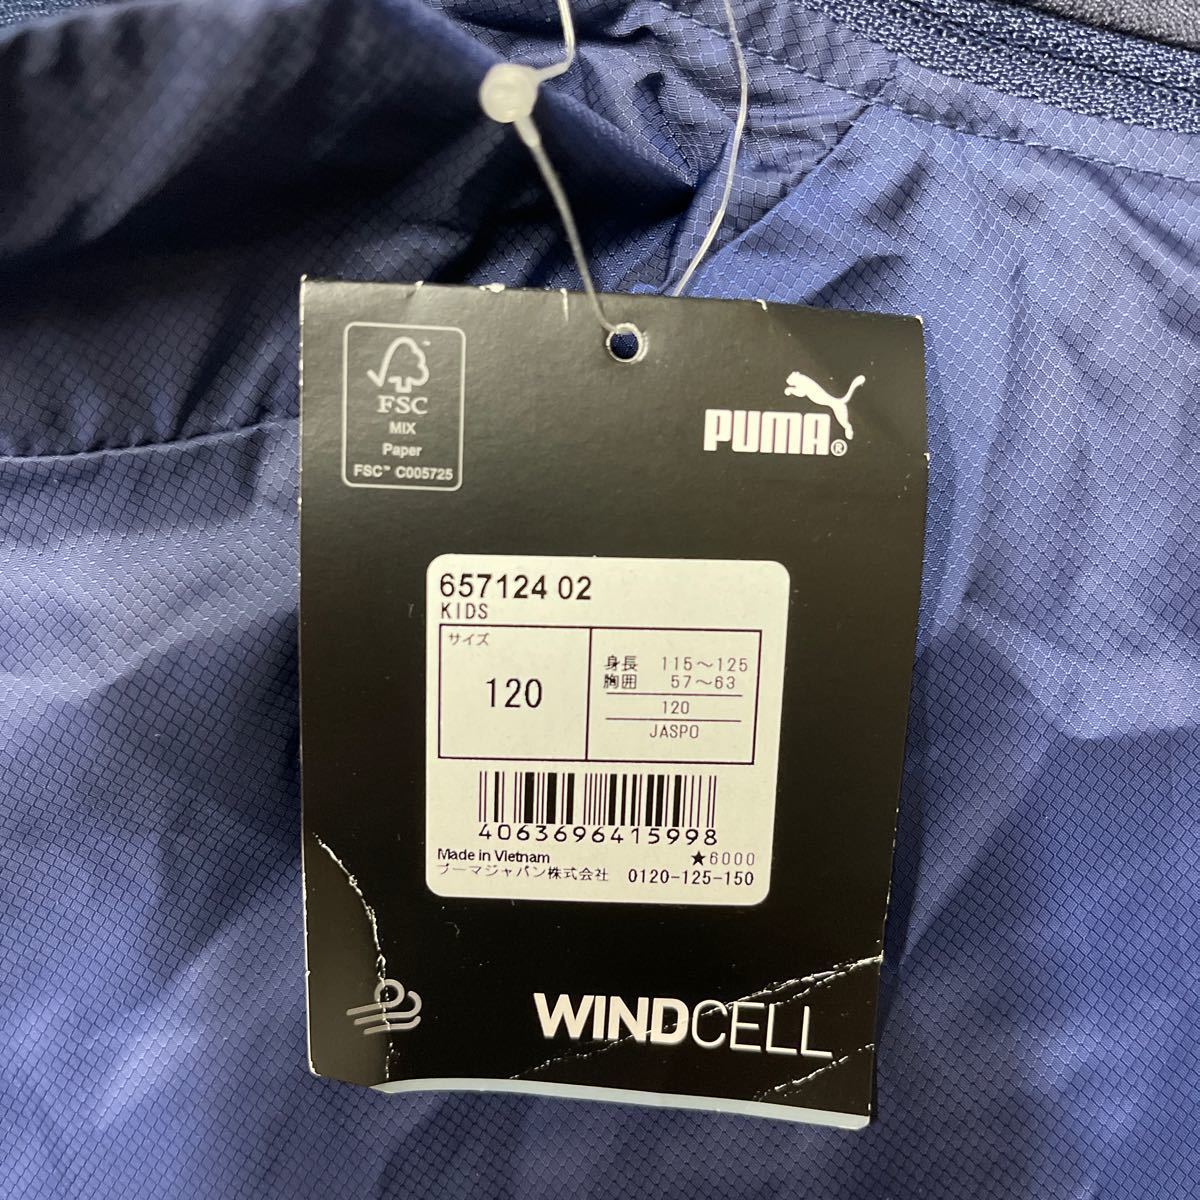 FSC
MIX
Paper
FSC™ C005725
PUMA®
657124 02
KIDS
サイズ
120
身長 115～125
胸囲 57～63
120
JASPO
4063696415998
Made in Vietnam
★6000
プーマジャパン株式会社 0120-125-150
WINDCELL